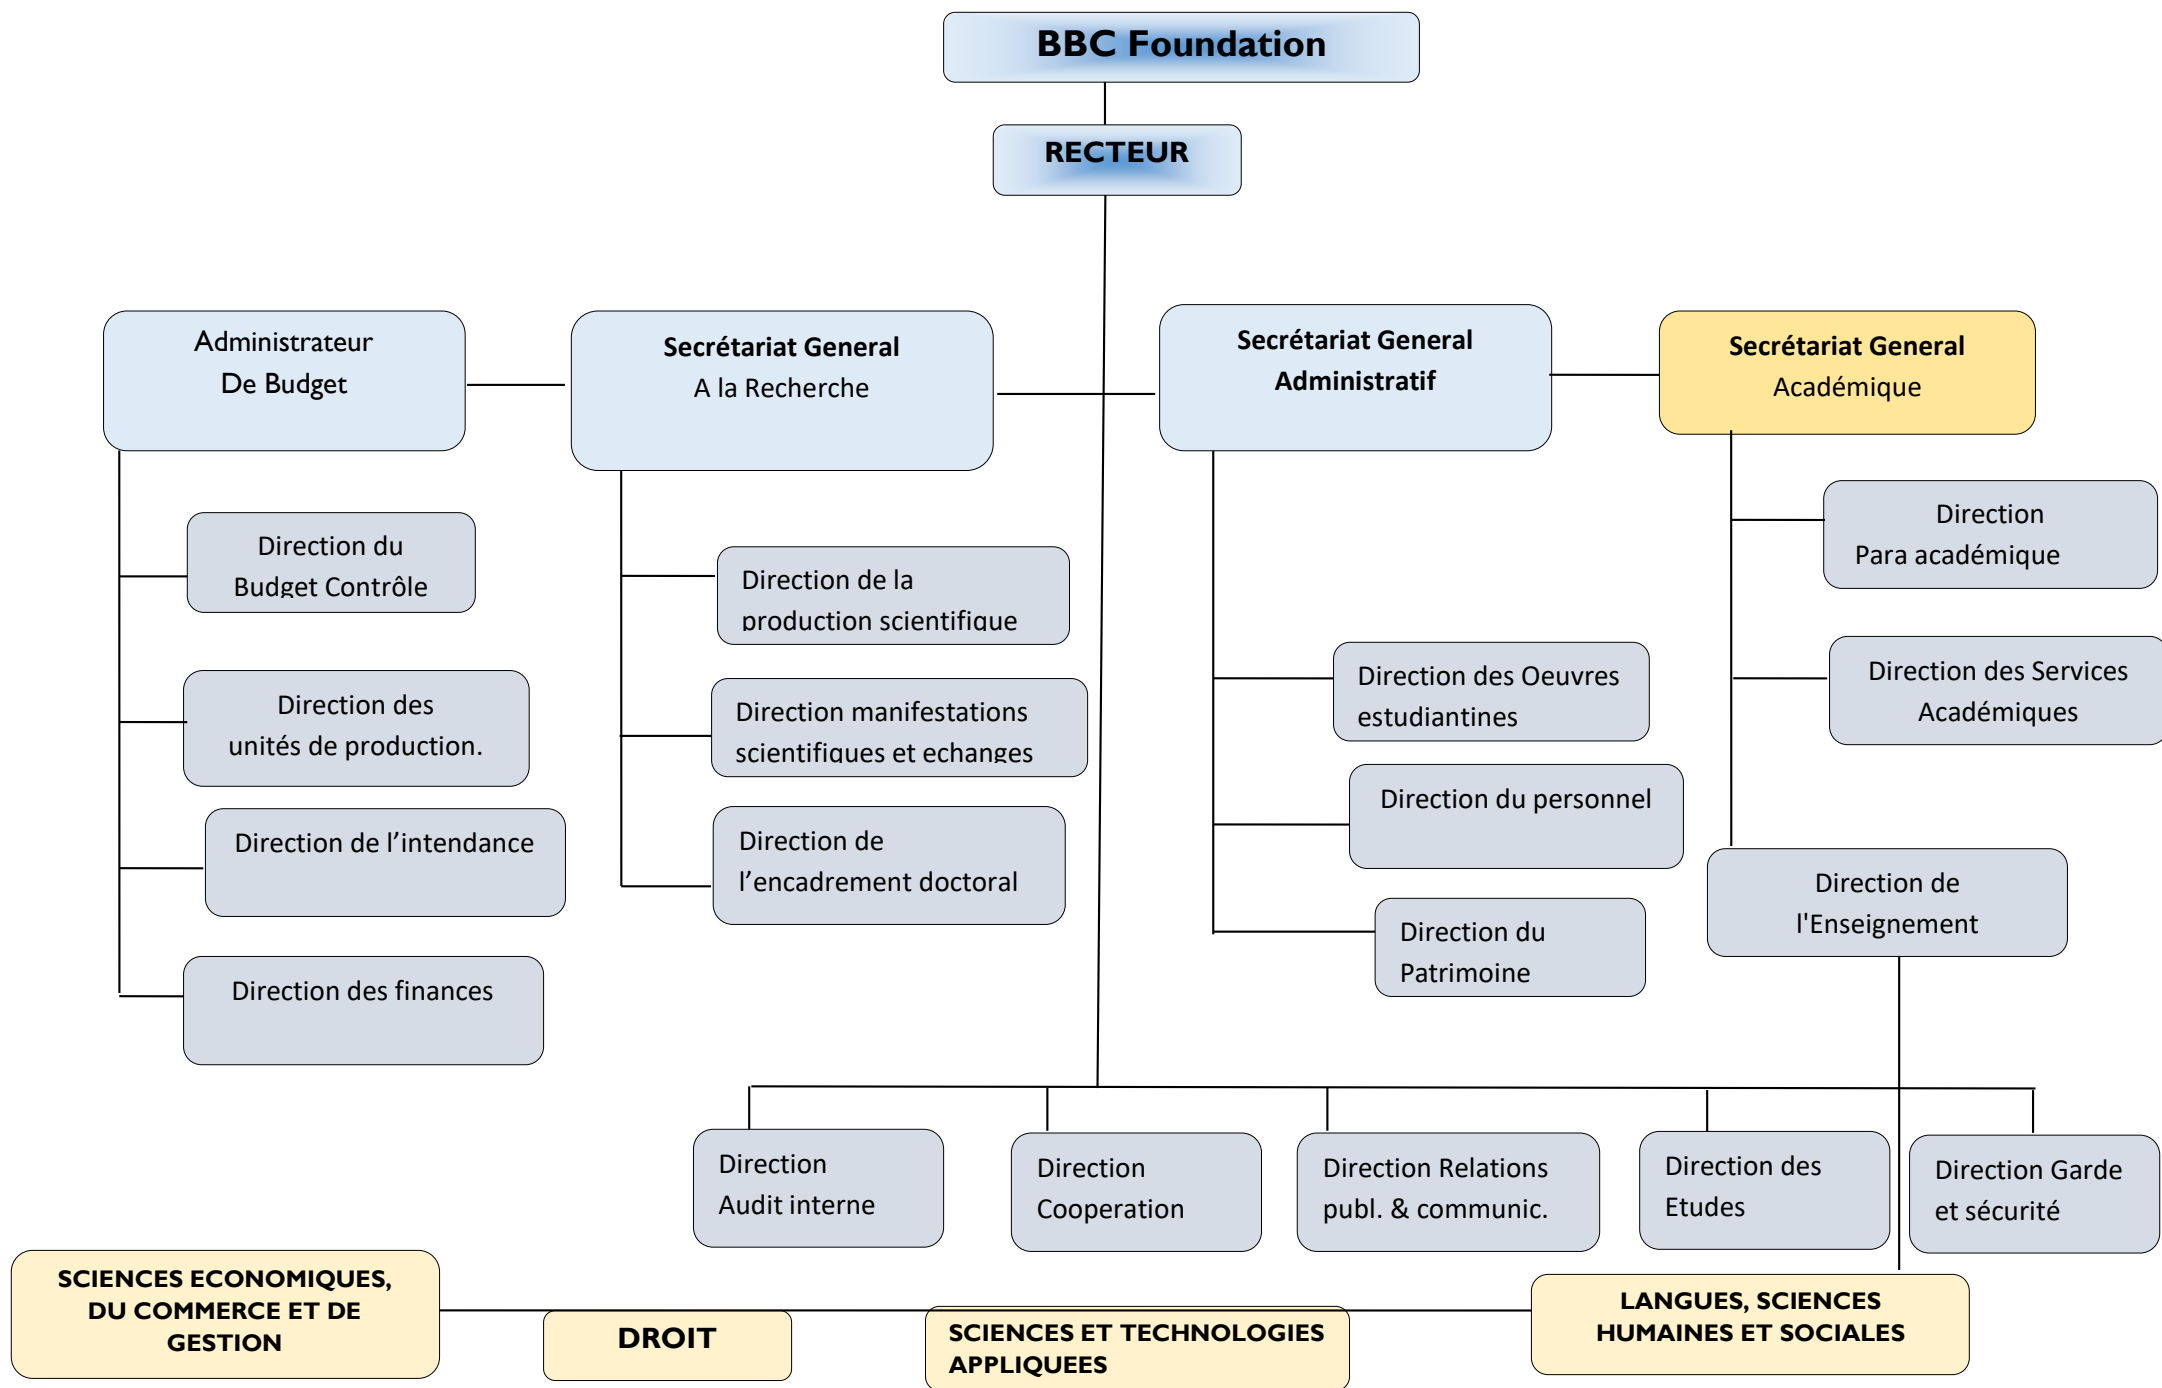 BBC Foundation
RECTEUR
Administrateur
De Budget
Secrétariat General
A la Recherche
Secrétariat General
Administratif
Secrétariat General
Académique
Direction du
Budget Contrôle
Direction des
unités de production.
Direction de l’intendance
Direction des finances
Direction de la
production scientifique
Direction manifestations
scientifiques et echanges
Direction de
l’encadrement doctoral
Direction des Oeuvres
estudiantines
Direction du personnel
Direction du
Patrimoine
Direction
Para académique
Direction des Services
Académiques
Direction de
l'Enseignement
Direction
Audit interne
Direction
Cooperation
Direction Relations
publ. & communic.
Direction des
Etudes
Direction Garde
et sécurité
SCIENCES ECONOMIQUES,
DU COMMERCE ET DE
GESTION
DROIT
SCIENCES ET TECHNOLOGIES
APPLIQUEES
LANGUES, SCIENCES
HUMAINES ET SOCIALES